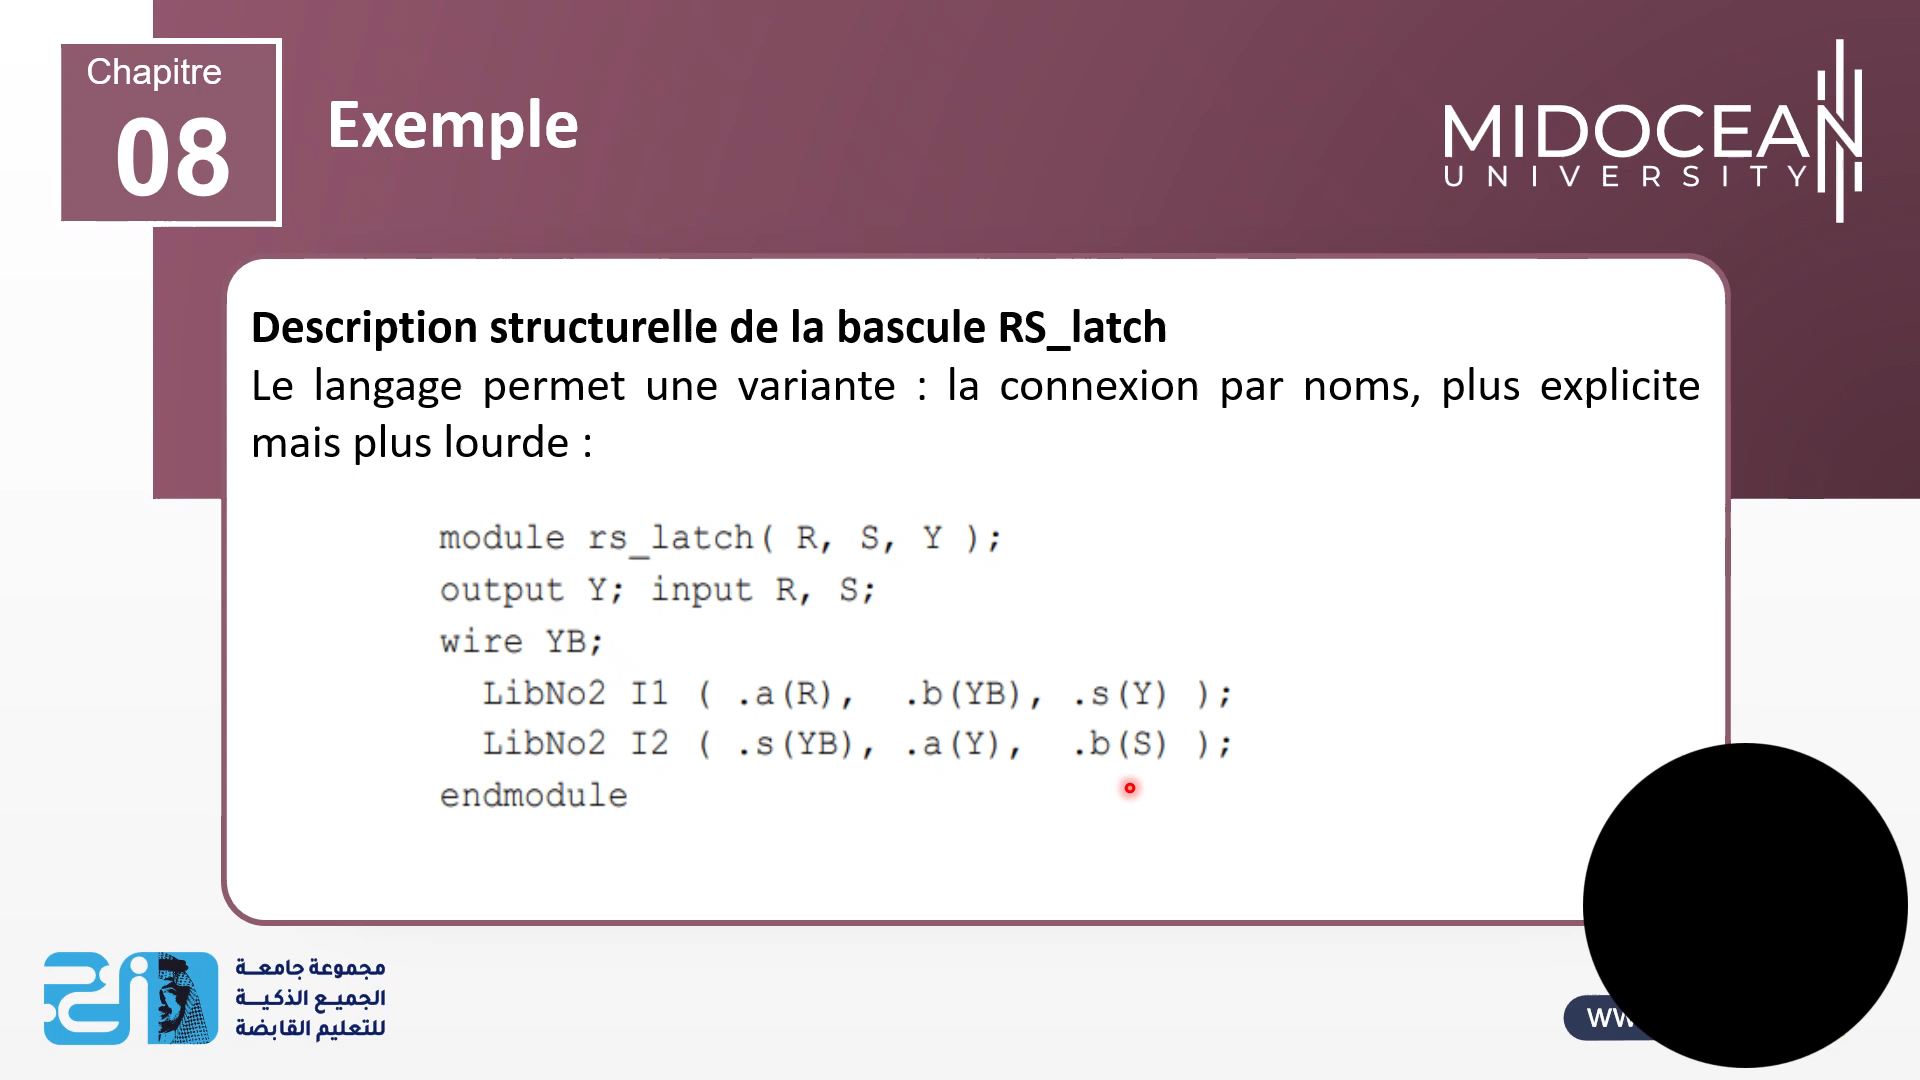 Chapitre
08
Exemple
MIDOCEAN
UNIVERSITY
Description structurelle de la bascule RS_latch
Le langage permet une variante : la connexion par noms, plus explicite
mais plus lourde :
module rs_latch( R, S, Y );
output Y; input R, S;
wire YB;
LibNo2 I1 ( .a(R), .b(YB), .s(Y) );
LibNo2 I2 ( .s(YB), .a(Y), .b(S) );
endmodule
مجموعة جامعة
الجميع الذكية
للتعليم القابضة